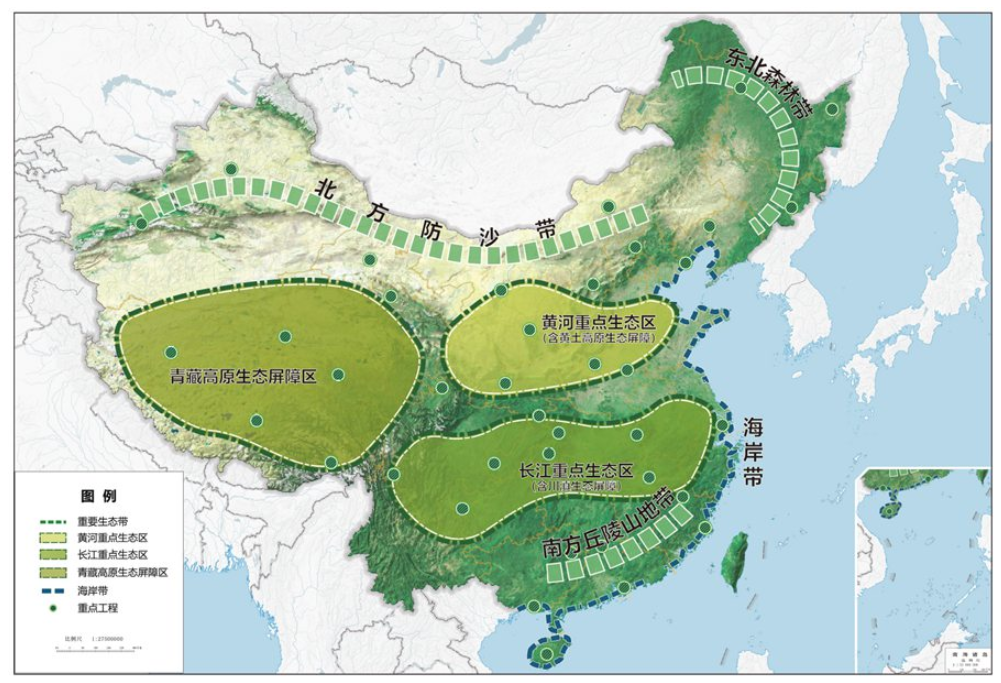 东北森林带
北方防沙带
黄河重点生态区
(含黄土高原生态屏障)
青藏高原生态屏障区
海岸带
长江重点生态区
(含川滇生态屏障)
南方丘陵山地带
图例
重要生态带
黄河重点生态区
长江重点生态区
青藏高原生态屏障区
海岸带
重点工程
比例尺 1:27500000
南海诸岛